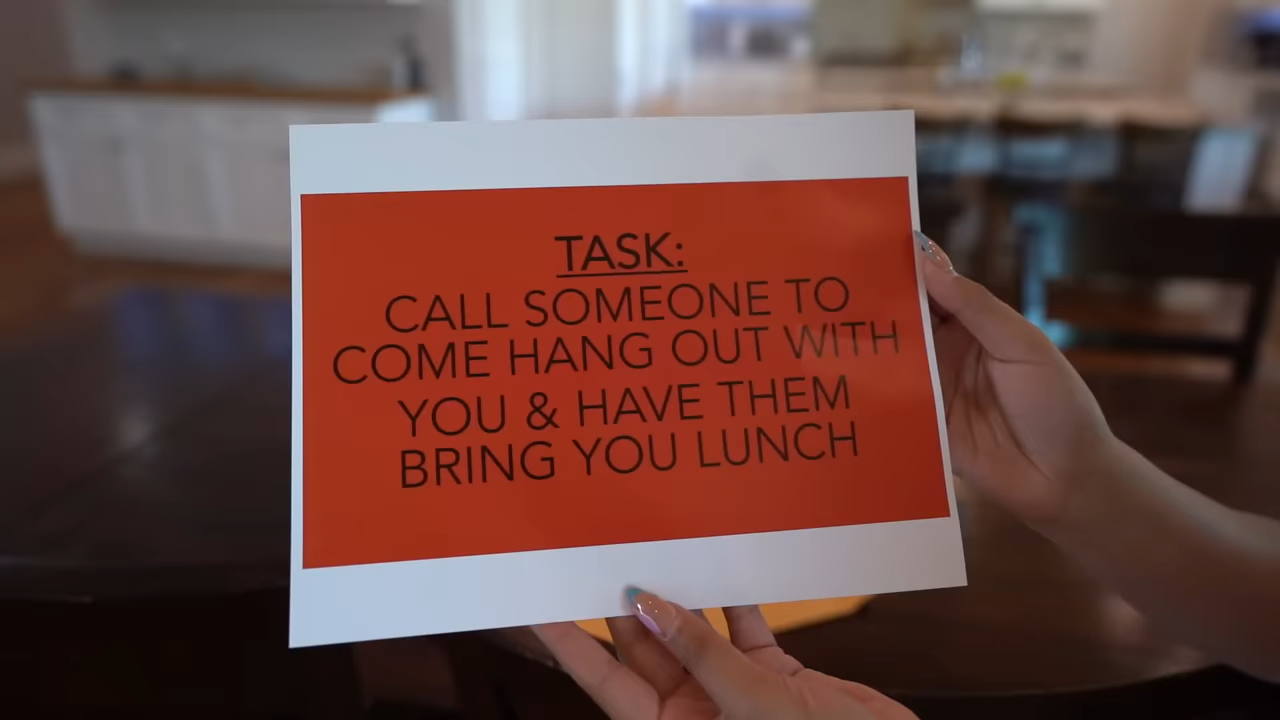 TASK:
CALL SOMEONE TO
COME HANG OUT WITH
YOU & HAVE THEM
BRING YOU LUNCH